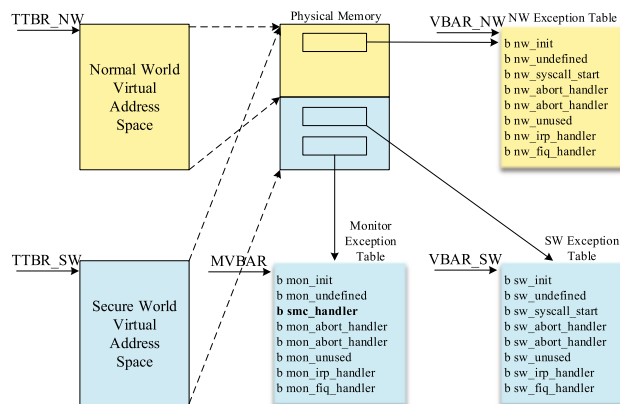 TTBR_NW
Normal World
Virtual
Address
Space
Physical Memory
VBAR_NW
NW Exception Table
b nw_init
b nw_undefined
b nw_syscall_start
b nw_abort_handler
b nw_abort_handler
b nw_unused
b nw_irp_handler
b nw_fiq_handler
TTBR_SW
Secure World
Virtual
Address
Space
MVBAR
Monitor
Exception
Table
b mon_init
b mon_undefined
b smc_handler
b mon_abort_handler
b mon_abort_handler
b mon_unused
b mon_irp_handler
b mon_fiq_handler
VBAR_SW
SW Exception
Table
b sw_init
b sw_undefined
b sw_syscall_start
b sw_abort_handler
b sw_abort_handler
b sw_unused
b sw_irp_handler
b sw_fiq_handler